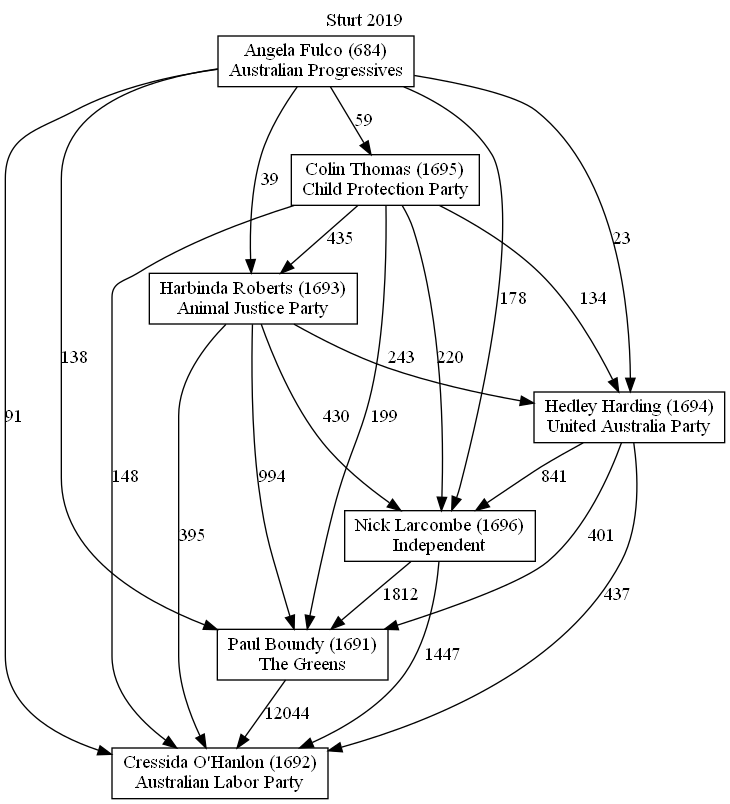 Sturt 2019
Angela Fulco (684)
Australian Progressives
59
Colin Thomas (1695)
Child Protection Party
39
435
23
Harbinda Roberts (1693)
Animal Justice Party
178
134
138
243
220
Hedley Harding (1694)
United Australia Party
91
430
199
148
994
841
Nick Larcombe (1696)
Independent
395
401
1812
437
Paul Boundy (1691)
The Greens
1447
12044
Cressida O'Hanlon (1692)
Australian Labor Party